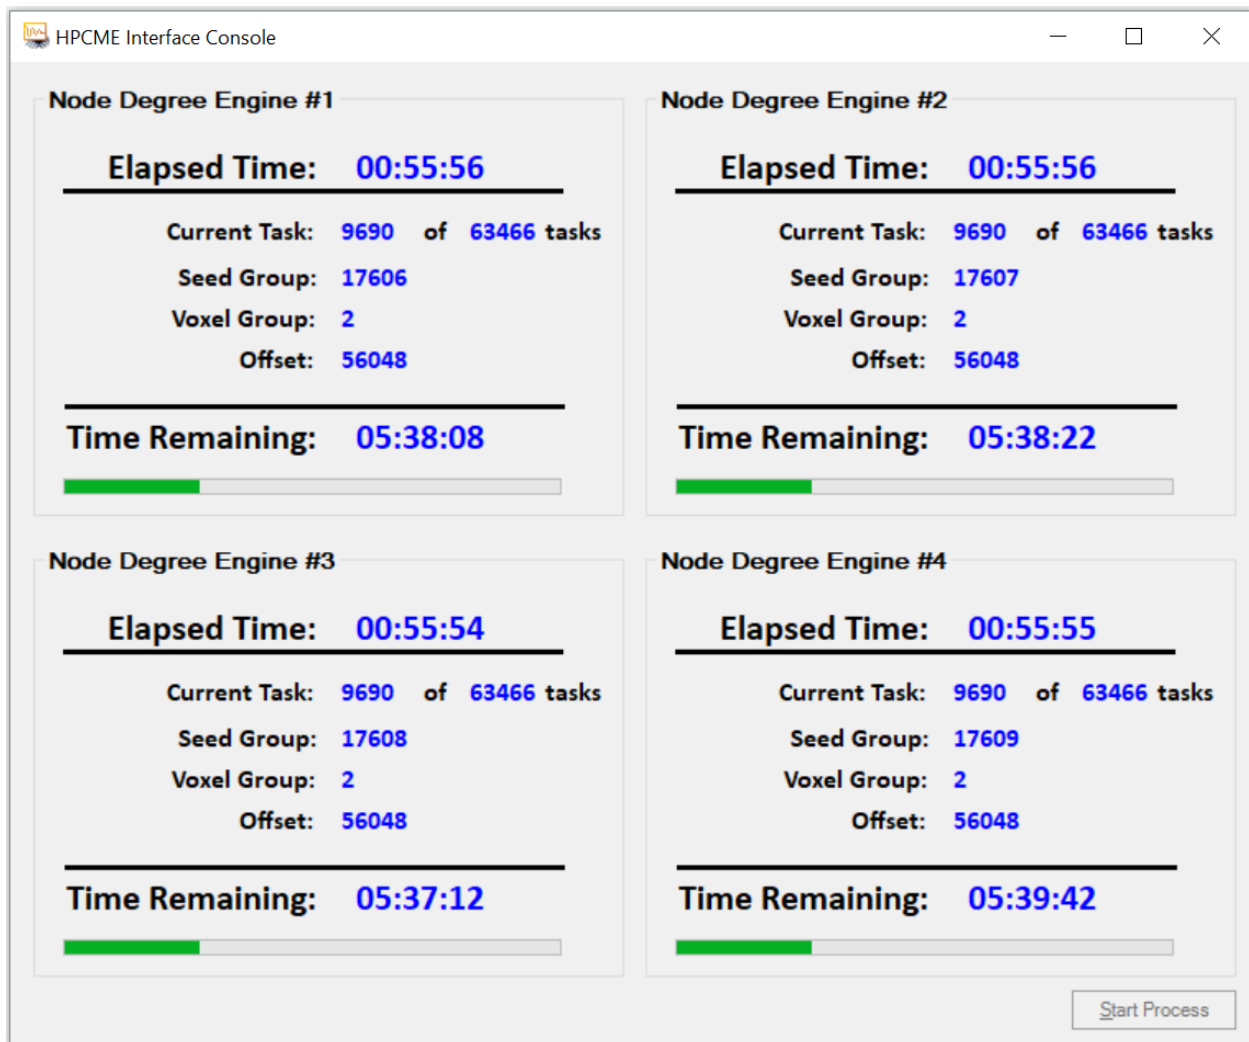 HPCME Interface Console
Node Degree Engine #1
Elapsed Time: 00:55:56
Current Task: 9690 of 63466 tasks
Seed Group: 17606
Voxel Group: 2
Offset: 56048
Time Remaining: 05:38:08
Node Degree Engine #2
Elapsed Time: 00:55:56
Current Task: 9690 of 63466 tasks
Seed Group: 17607
Voxel Group: 2
Offset: 56048
Time Remaining: 05:38:22
Node Degree Engine #3
Elapsed Time: 00:55:54
Current Task: 9690 of 63466 tasks
Seed Group: 17608
Voxel Group: 2
Offset: 56048
Time Remaining: 05:37:12
Node Degree Engine #4
Elapsed Time: 00:55:55
Current Task: 9690 of 63466 tasks
Seed Group: 17609
Voxel Group: 2
Offset: 56048
Time Remaining: 05:39:42
Start Process